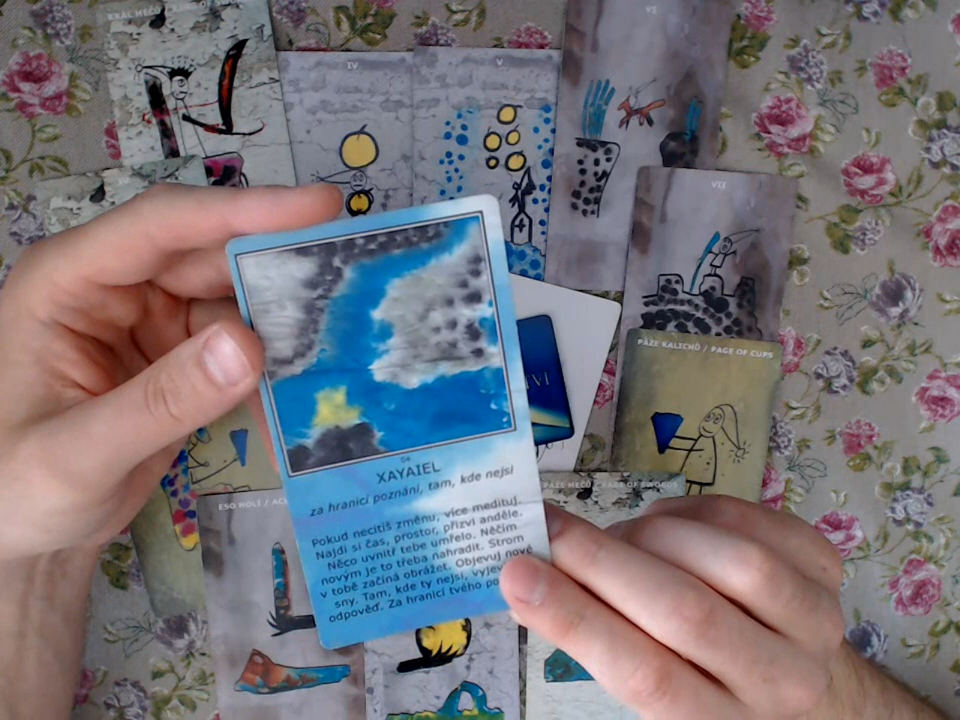 KRÁL MEČŮ
VI
IV
V
VII
PÁŽE KALICHŮ / PAGE OF CUPS
XAYAIEL
za hranicí poznání, tam, kde nejsi
Pokud necítíš změnu, více medituj.
Najdi si čas, prostor, přizvi anděle.
Něco uvnitř tebe umřelo. Něčím
novým je to třeba nahradit. Strom
v tobě začíná obrážet. Objevuj nové
sny. Tam, kde ty nejsi, vyjev
odpověď. Za hranicí tvého po
PÁŽE MEČŮ / PAGE OF SWORDS
ESO HOLÍ / AC